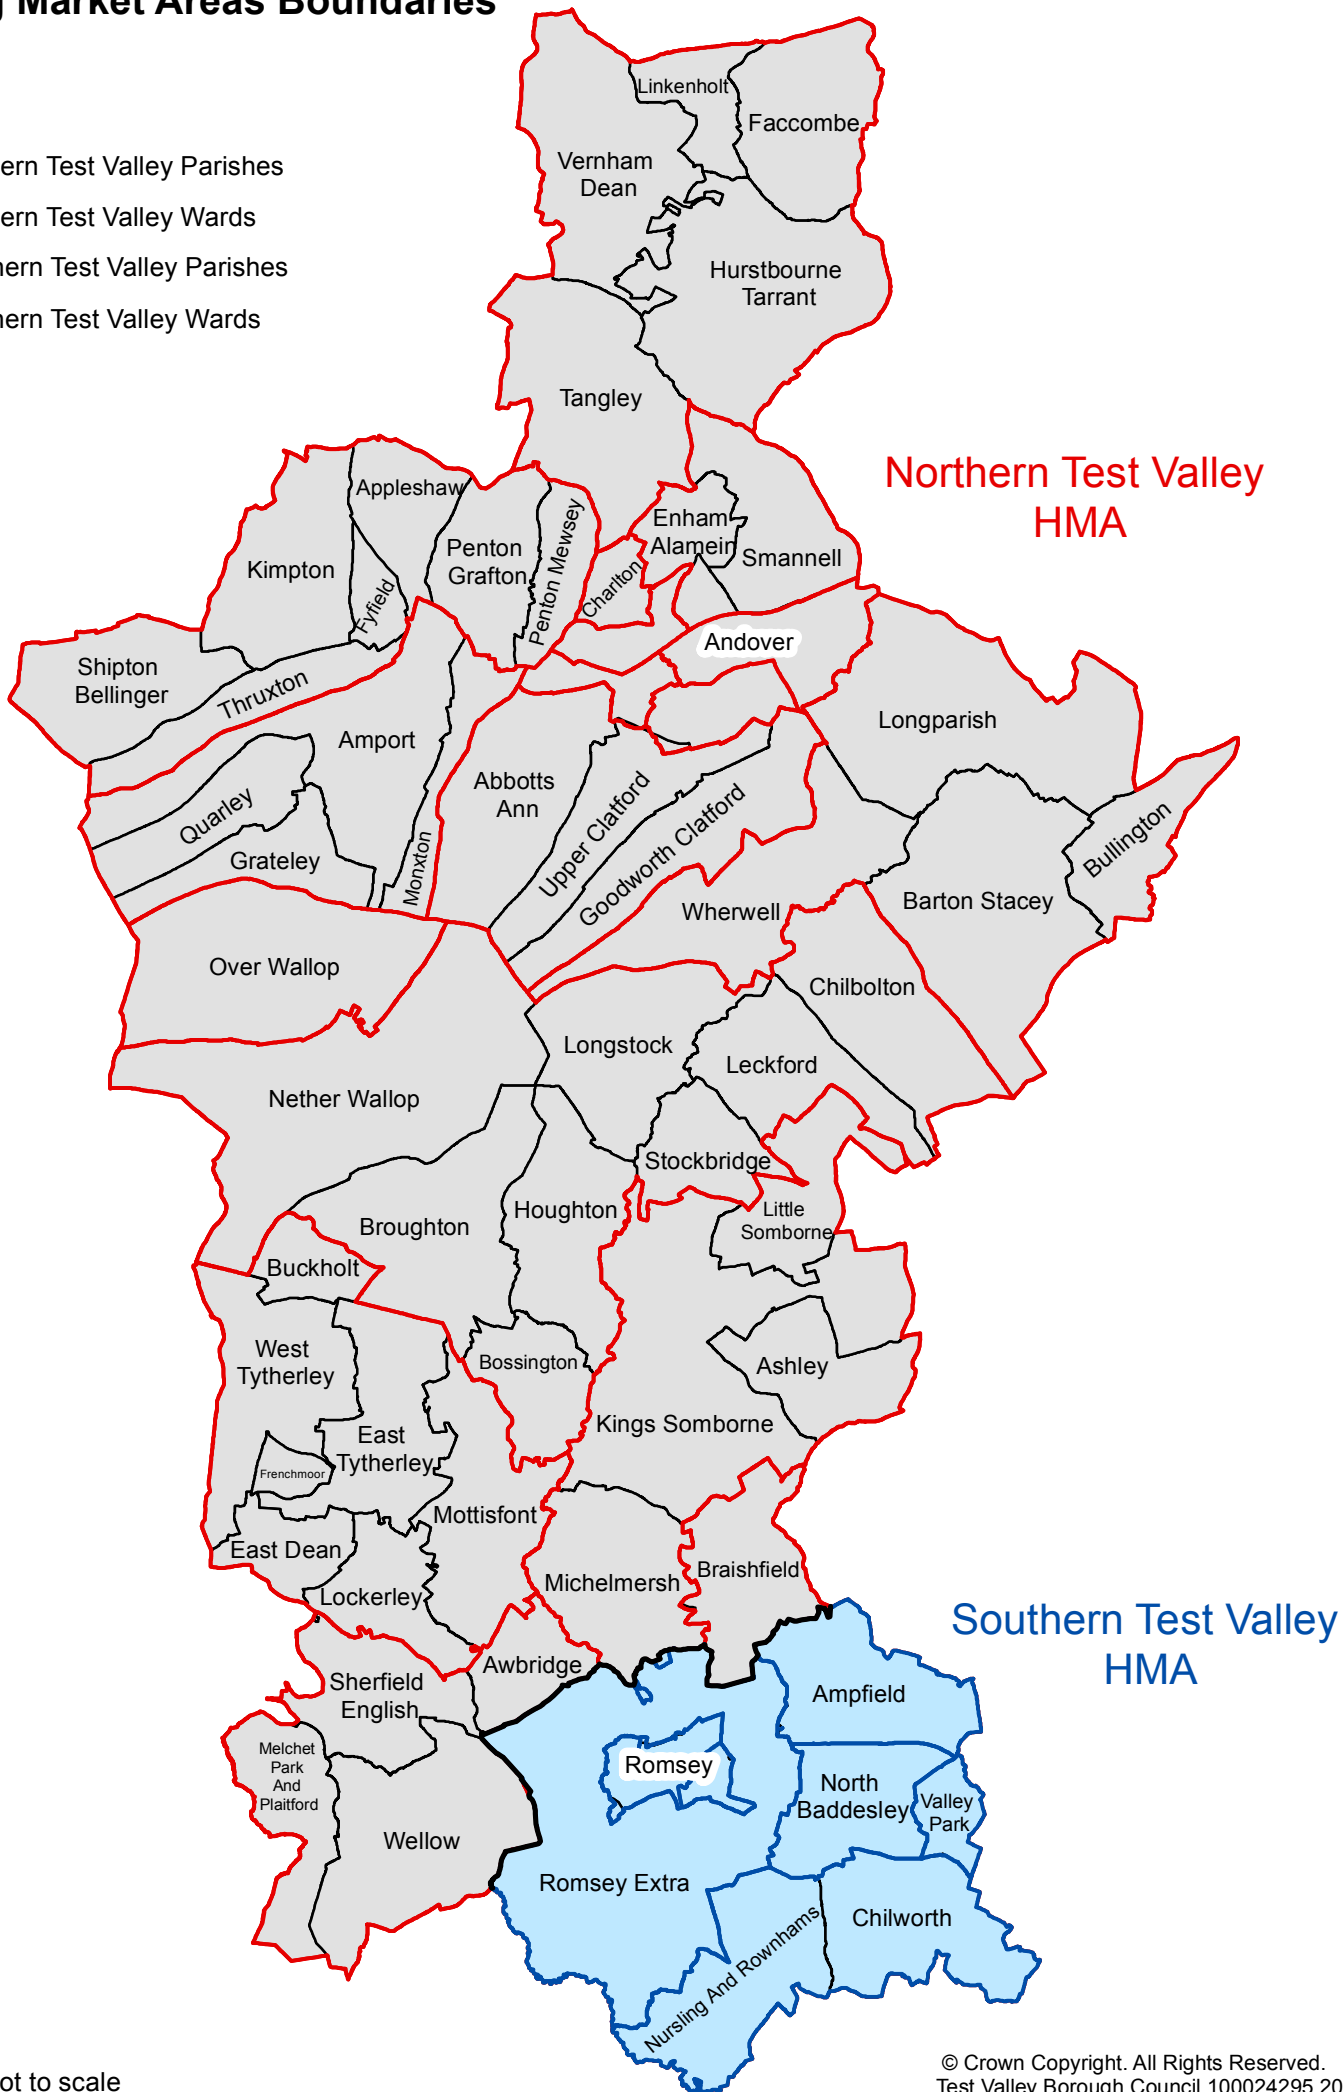 Market Areas Boundaries
Linkenholt
Faccombe
Vernham
Dean
ern Test Valley Parishes
ern Test Valley Wards
Hurstbourne
Tarrant
hern Test Valley Parishes
hern Test Valley Wards
Tangley
Northern Test Valley
HMA
Appleshaw
Enham
Alamein
Penton
Grafton
Penton Mewsey
Smannell
Kimpton
Charlton
Fyfield
Andover
Shipton
Bellinger
Thruxton
Longparish
Amport
Abbotts
Ann
Upper Clatford
Goodworth Clatford
Quarley
Bullington
Grateley
Monxton
Barton Stacey
Wherwell
Over Wallop
Chilbolton
Longstock
Leckford
Nether Wallop
Stockbridge
Houghton
Little
Somborne
Broughton
Buckholt
West
Tytherley
Bossington
Ashley
Kings Somborne
East
Tytherley
Frenchmoor
Mottisfont
East Dean
Braishfield
Michelmersh
Lockerley
Southern Test Valley
HMA
Awbridge
Sherfield
English
Ampfield
Melchet
Park
And
Plaitford
Romsey
North
Baddesley
Valley
Park
Wellow
Romsey Extra
Chilworth
Nursling And Rownhams
ot to scale
© Crown Copyright. All Rights Reserved.
Test Valley Borough Council 100024295 20